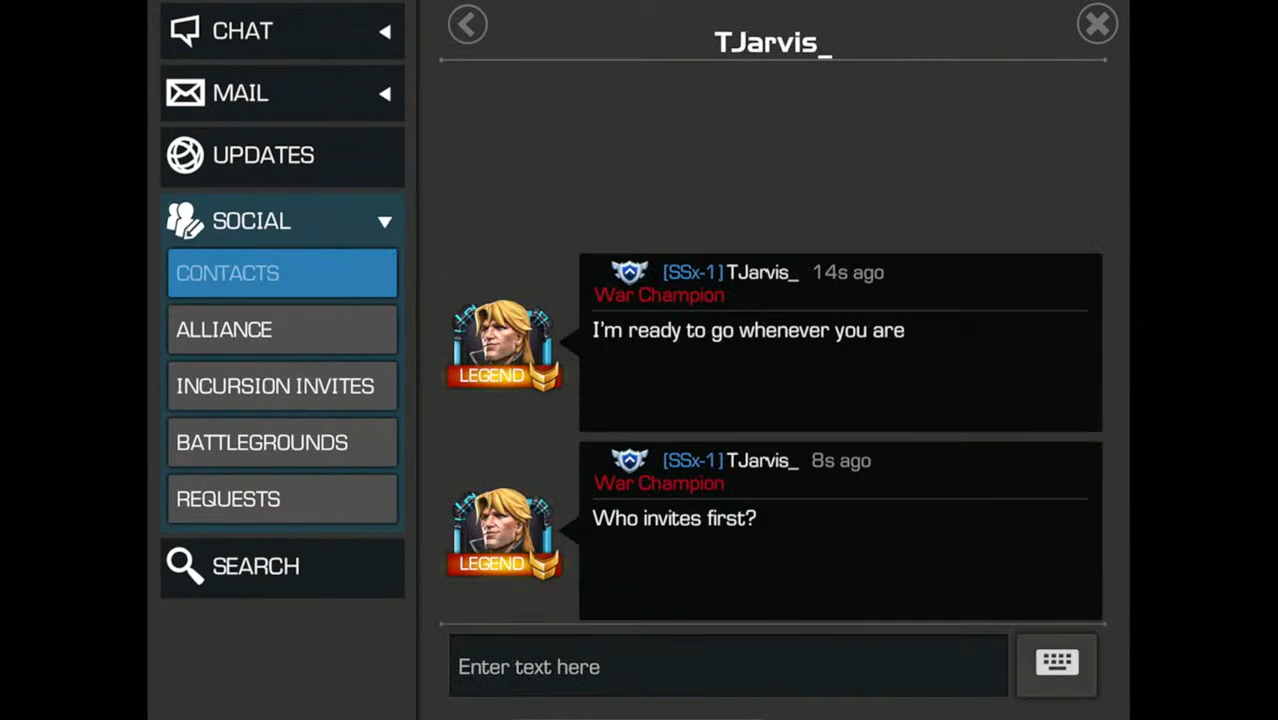 CHAT
MAIL
UPDATES
SOCIAL
CONTACTS
ALLIANCE
INCURSION INVITES
BATTLEGROUNDS
REQUESTS
SEARCH
TJarvis_
[SSx-1] TJarvis_ 14s ago
War Champion
I'm ready to go whenever you are
LEGEND
[SSx-1] TJarvis_ 8s ago
War Champion
Who invites first?
LEGEND
Enter text here